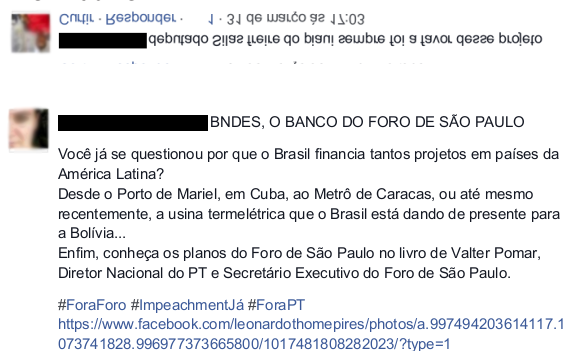 Curtir · Responder · 1 · 31 de março às 17:03
deputado Silas freire do piaui sempre foi a favor desse projeto
BNDES, O BANCO DO FORO DE SÃO PAULO
Você já se questionou por que o Brasil financia tantos projetos em países da
América Latina?
Desde o Porto de Mariel, em Cuba, ao Metrô de Caracas, ou até mesmo
recentemente, a usina termelétrica que o Brasil está dando de presente para
a Bolívia...
Enfim, conheça os planos do Foro de São Paulo no livro de Valter Pomar,
Diretor Nacional do PT e Secretário Executivo do Foro de São Paulo.
#ForaForo #ImpeachmentJá #ForaPT
https://www.facebook.com/leonardothomepires/photos/a.997494203614117.1
073741828.996977373665800/1017481808282023/?type=1